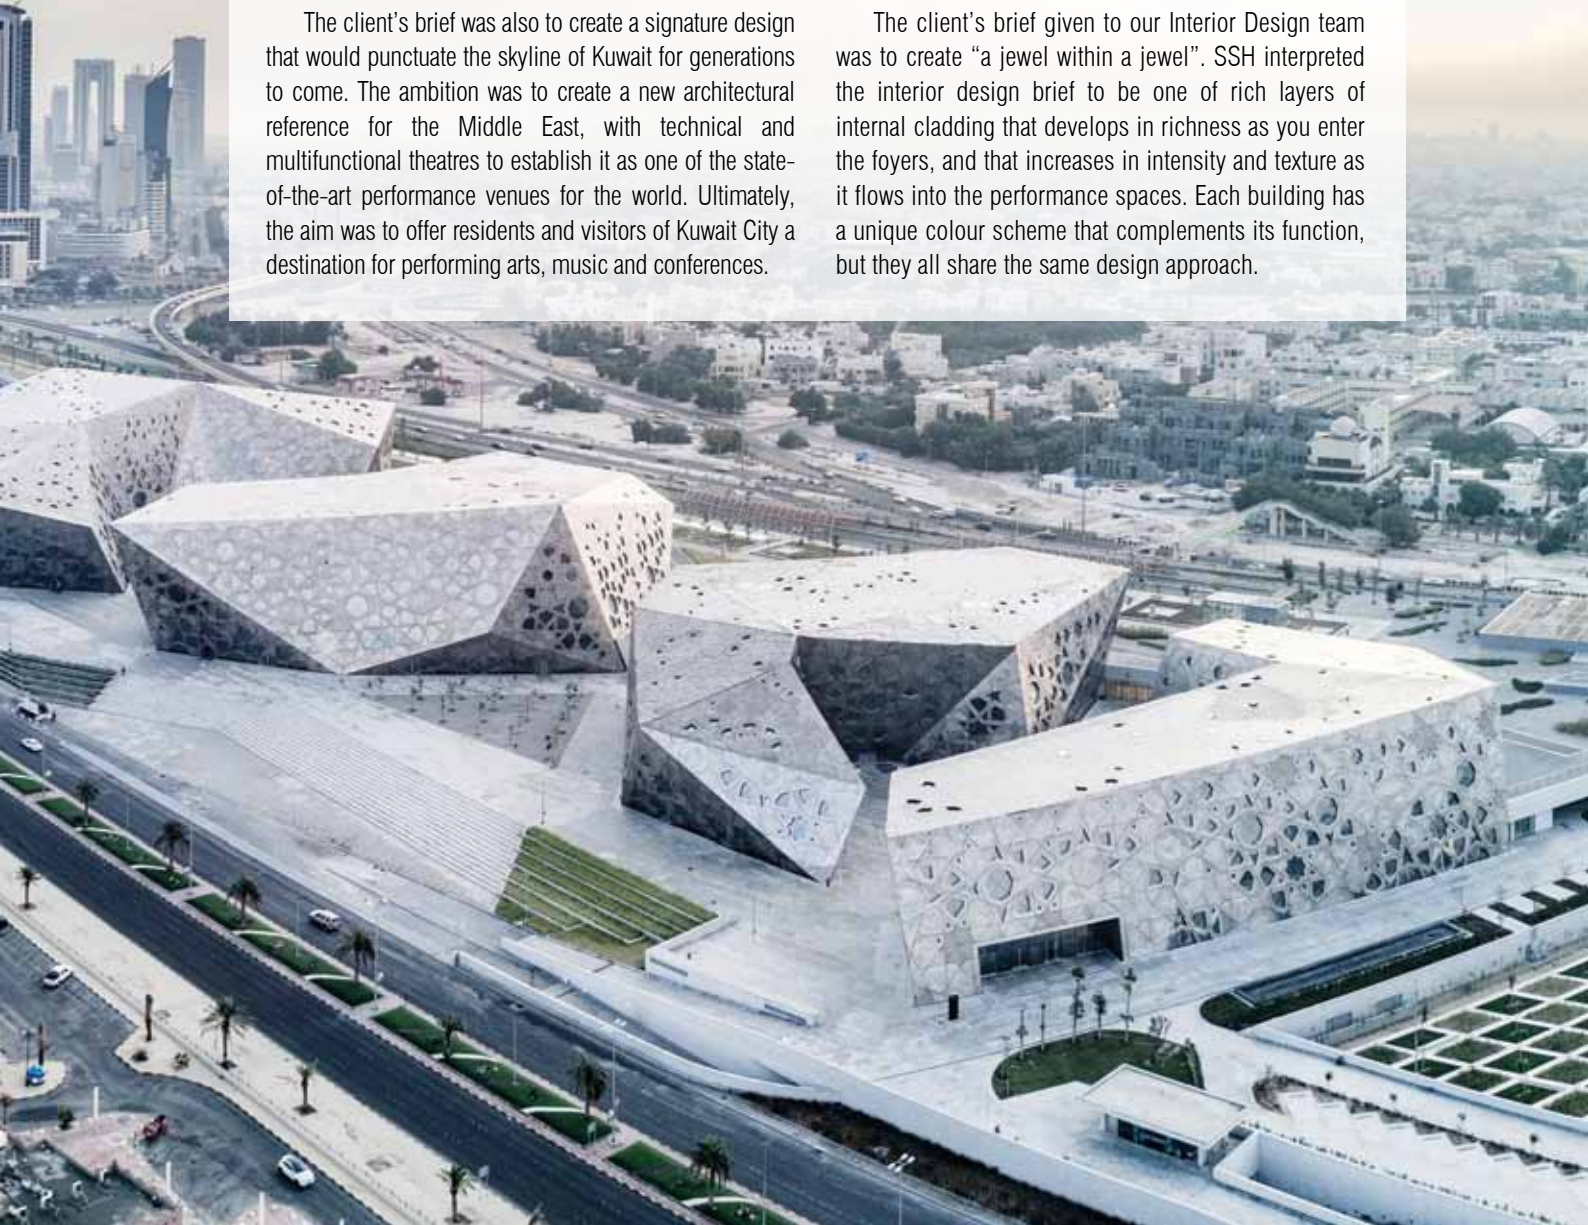 The client’s brief was also to create a signature design
that would punctuate the skyline of Kuwait for generations
to come. The ambition was to create a new architectural
reference for the Middle East, with technical and
multifunctional theatres to establish it as one of the state-
of-the-art performance venues for the world. Ultimately,
the aim was to offer residents and visitors of Kuwait City a
destination for performing arts, music and conferences.
The client’s brief given to our Interior Design team
was to create “a jewel within a jewel”. SSH interpreted
the interior design brief to be one of rich layers of
internal cladding that develops in richness as you enter
the foyers, and that increases in intensity and texture as
it flows into the performance spaces. Each building has
a unique colour scheme that complements its function,
but they all share the same design approach.